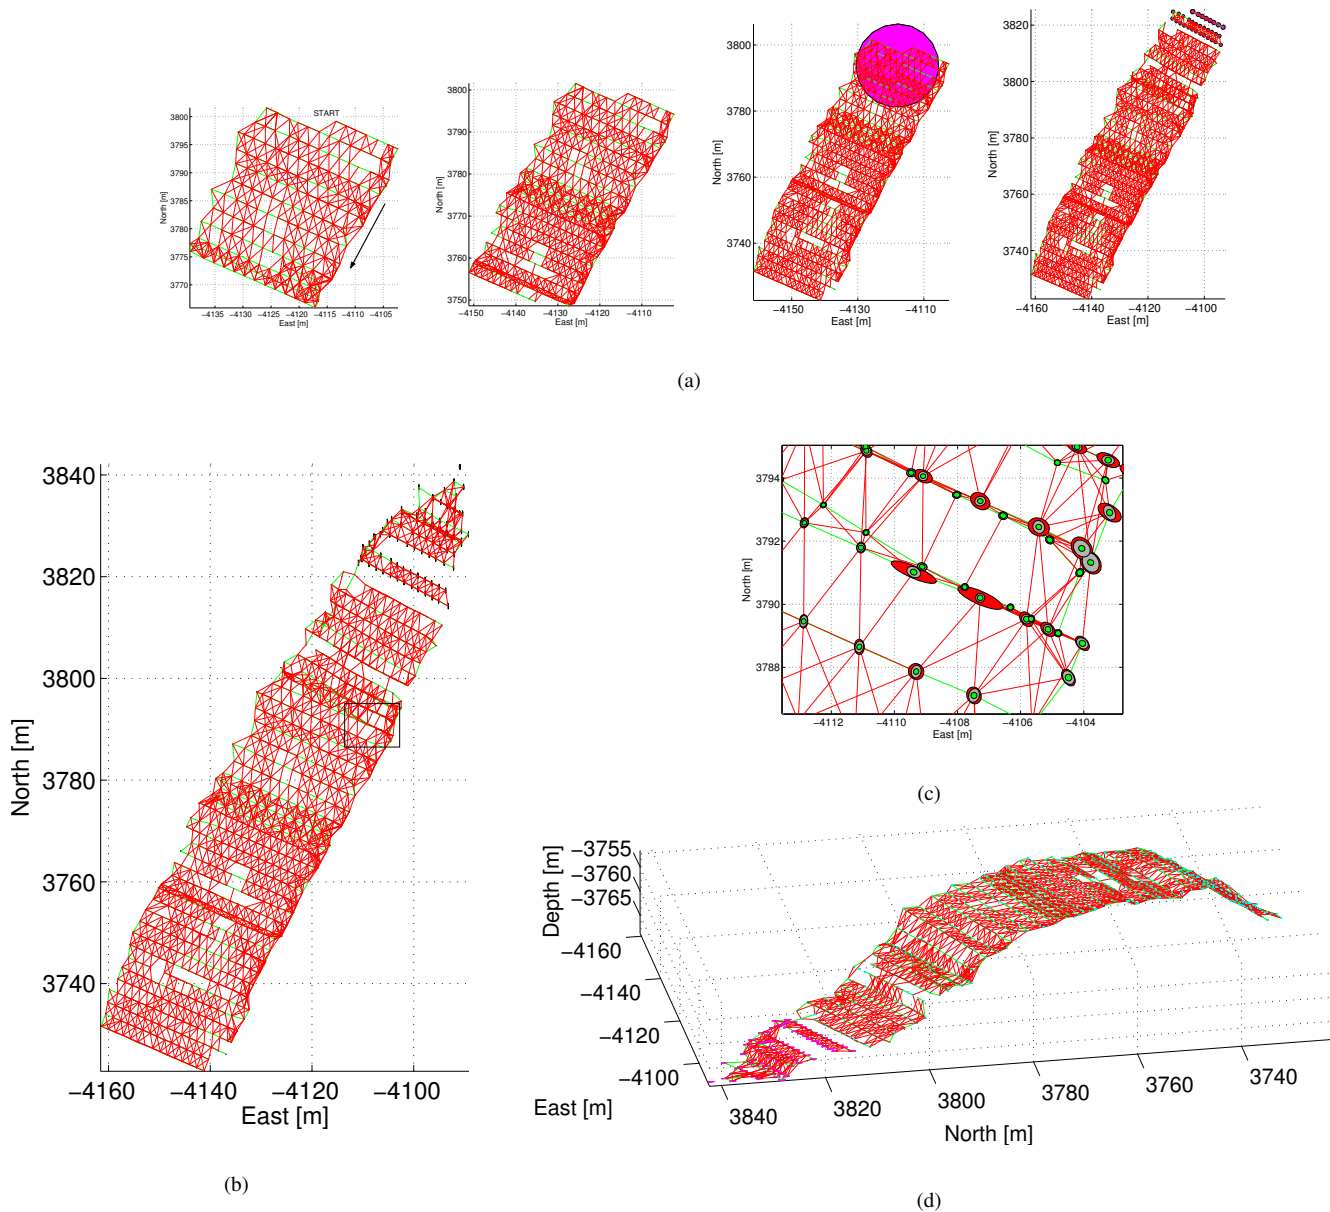 START
3800
3795
3790
3785
3780
3775
3770
North [m]
−4135 −4130 −4125 −4120 −4115 −4110 −4105
East [m]
3800
3790
3780
3770
3760
3750
North [m]
−4150 −4140 −4130 −4120 −4110
East [m]
3800
3780
3760
3740
North [m]
−4150 −4130 −4110
East [m]
3820
3800
3780
3760
3740
North [m]
−4160 −4140 −4120 −4100
East [m]
(a)
3840
3820
3800
3780
3760
3740
North [m]
−4160 −4140 −4120 −4100
East [m]
(b)
3794
3792
3790
3788
North [m]
−4112 −4110 −4108 −4106 −4104
East [m]
(c)
−3755
−3760
−3765
Depth [m]
−4160
−4140
−4120
−4100
East [m]
3840 3820 3800 3780 3760 3740
North [m]
(d)